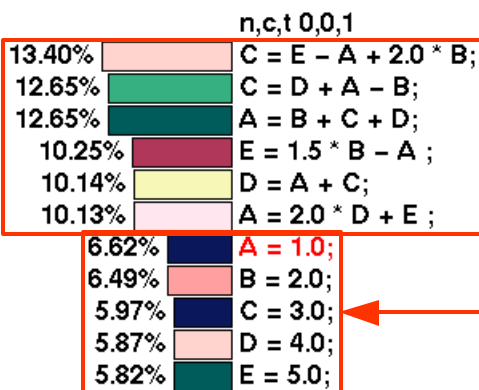 n,c,t 0,0,1
13.40% C = E - A + 2.0 * B;
12.65% C = D + A - B;
12.65% A = B + C + D;
10.25% E = 1.5 * B - A ;
10.14% D = A + C;
10.13% A = 2.0 * D + E ;
6.62% A = 1.0;
6.49% B = 2.0;
5.97% C = 3.0;
5.87% D = 4.0;
5.82% E = 5.0;